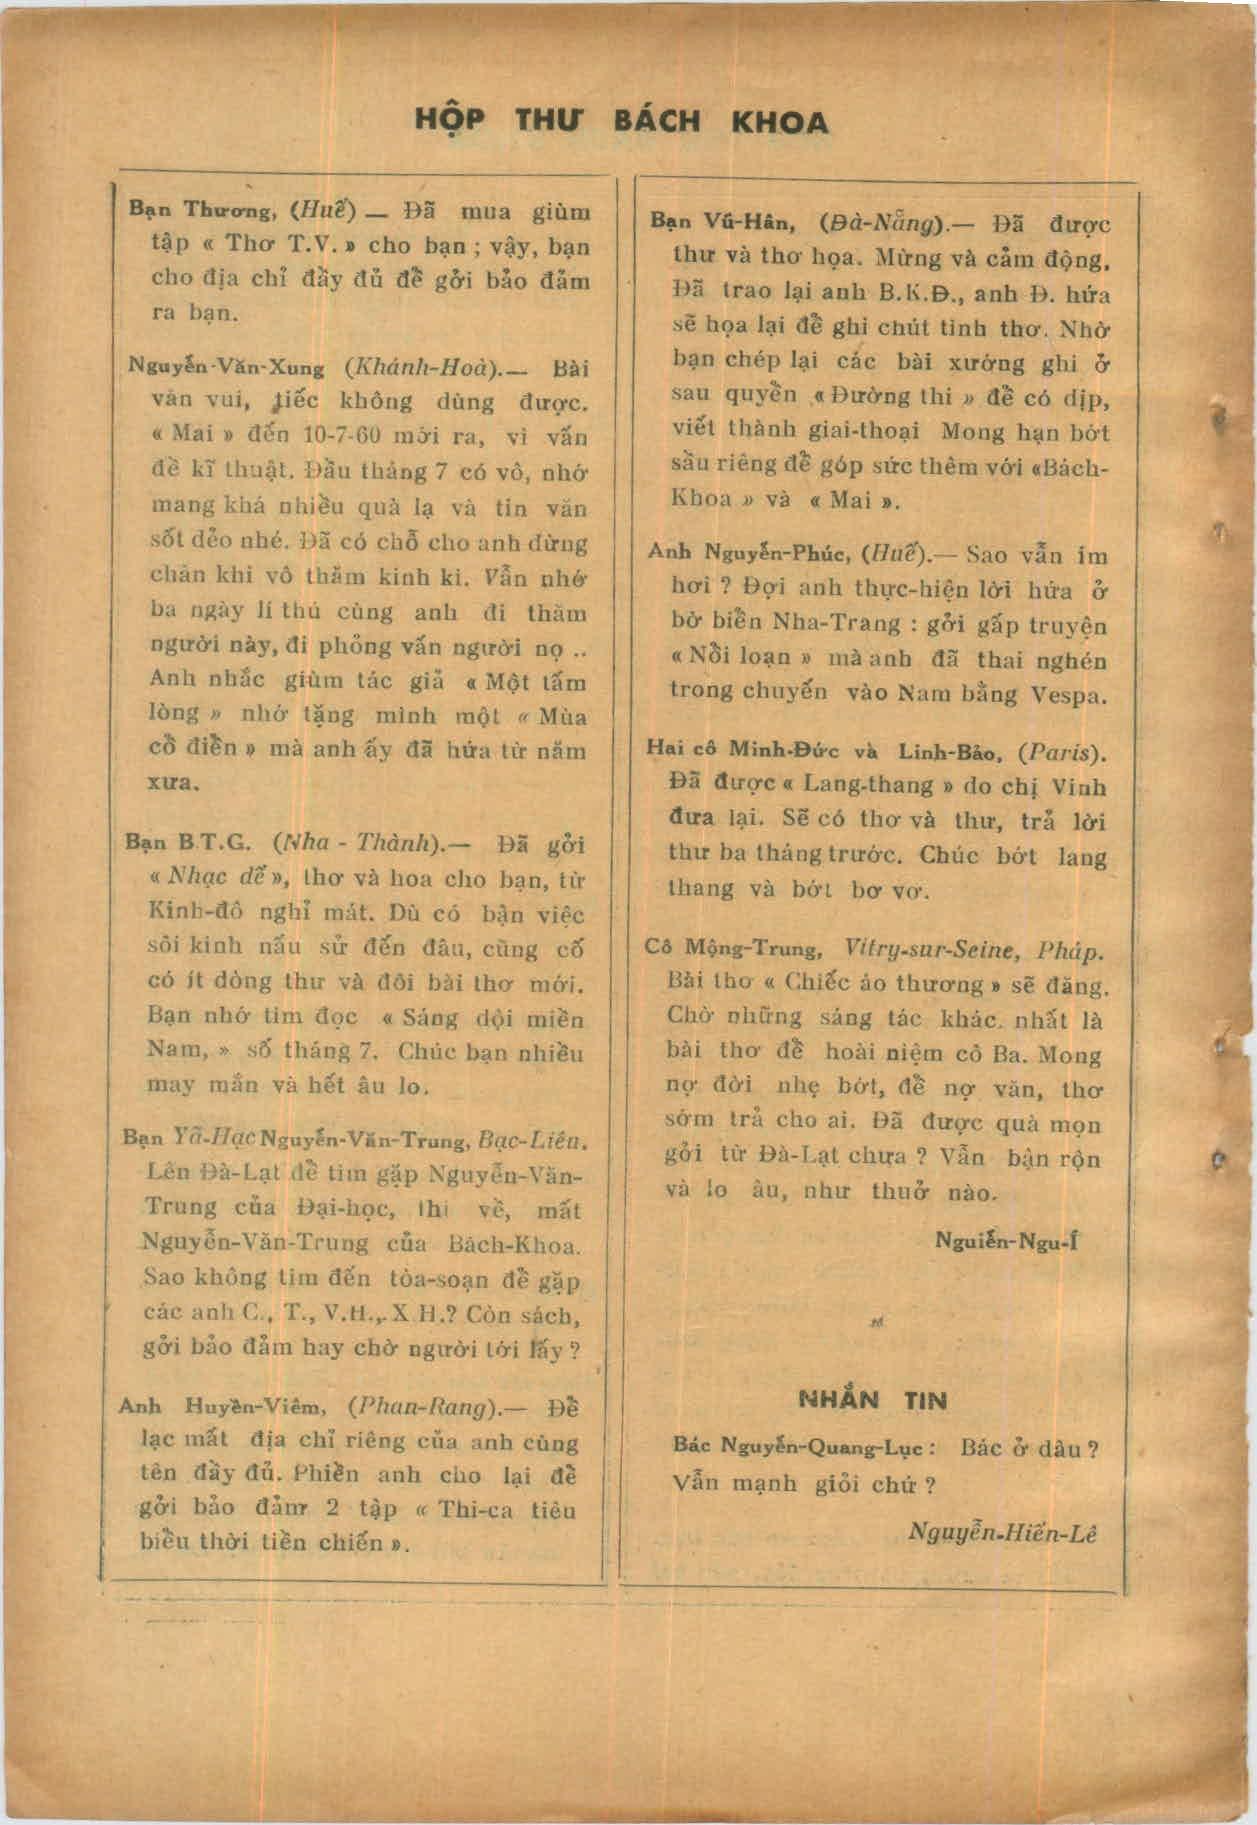 HỘP THƯ BÁCH KHOA
Bạn Thương, (Huế) — Đã mua giùm
tập « Thơ T.V. » cho bạn ; vậy, bạn
cho địa chỉ đầy đủ để gởi bảo đảm
ra bạn.
Nguyễn-Văn-Xung (Khánh-Hoà).— Bài
văn vui, tiếc không dùng được.
« Mai » đến 10-7-60 mới ra, vì vấn
đề kĩ thuật. Đầu tháng 7 có vô, nhớ
mang khá nhiều quà lạ và tin văn
sốt dẻo nhé. Đã có chỗ cho anh dừng
chân khi vô thăm kinh kì. Vẫn nhớ
ba ngày lí thú cùng anh đi thăm
người này, đi phỏng vấn người nọ ..
Anh nhắc giùm tác giả « Một tấm
lòng » nhớ tặng mình một « Mùa
cổ điển » mà anh ấy đã hứa từ năm
xưa.
Bạn B.T.G. (Nha - Thành).— Đã gởi
« Nhạc dế », thơ và hoa cho bạn, từ
Kinh-đô nghỉ mát. Dù có bận việc
sôi kinh nấu sử đến đâu, cũng cố
có ít dòng thư và đôi bài thơ mới.
Bạn nhớ tìm đọc « Sáng dội miền
Nam, » số tháng 7. Chúc bạn nhiều
may mắn và hết âu lo.
Bạn Yã-Hạc Nguyễn-Văn-Trung, Bạc-Liêu.
Lên Đà-Lạt để tìm gặp Nguyễn-Văn-
Trung của Đại-học, thì về, mất
Nguyễn-Văn-Trung của Bách-Khoa.
Sao không tìm đến tòa-soạn để gặp
các anh C., T., V.H., X.H.? Còn sách,
gởi bảo đảm hay chờ người tới lấy ?
Anh Huyền-Viêm, (Phan-Rang).— Để
lạc mất địa chỉ riêng của anh cùng
tên đầy đủ. Phiền anh cho lại để
gởi bảo đảm 2 tập « Thi-ca tiêu
biểu thời tiền chiến ».
Bạn Vũ-Hân, (Đà-Nẵng).— Đã được
thư và thơ họa. Mừng và cảm động.
Đã trao lại anh B.K.Đ., anh Đ. hứa
sẽ họa lại để ghi chút tình thơ. Nhờ
bạn chép lại các bài xướng ghi ở
sau quyển « Đường thi » để có dịp,
viết thành giai-thoại Mong hạn bớt
sầu riêng để góp sức thêm với «Bách-
Khoa » và « Mai ».
Anh Nguyễn-Phúc, (Huế).— Sao vẫn im
hơi ? Đợi anh thực-hiện lời hứa ở
bờ biển Nha-Trang : gởi gấp truyện
« Nổi loạn » mà anh đã thai nghén
trong chuyến vào Nam bằng Vespa.
Hai cô Minh-Đức và Linh-Bảo, (Paris).
Đã được « Lang-thang » do chị Vinh
đưa lại. Sẽ có thơ và thư, trả lời
thư ba tháng trước. Chúc bớt lang
thang và bớt bơ vơ.
Cô Mộng-Trung, Vitry-sur-Seine, Pháp.
Bài thơ « Chiếc áo thương » sẽ đăng.
Chờ những sáng tác khác. nhất là
bài thơ để hoài niệm cô Ba. Mong
nợ đời nhẹ bớt, để nợ văn, thơ
sớm trả cho ai. Đã được quà mọn
gởi từ Đà-Lạt chưa ? Vẫn bận rộn
và lo âu, như thuở nào.
Nguiễn-Ngu-Í
NHẮN TIN
Bác Nguyễn-Quang-Lục : Bác ở đâu ?
Vẫn mạnh giỏi chứ ?
Nguyễn-Hiến-Lê